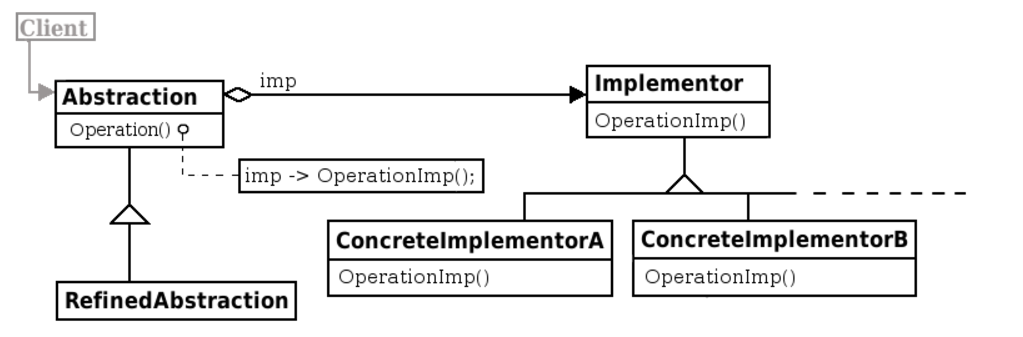 Client
imp
Abstraction
Operation()
Implementor
OperationImp()
imp -> OperationImp();
ConcreteImplementorA
OperationImp()
ConcreteImplementorB
OperationImp()
RefinedAbstraction